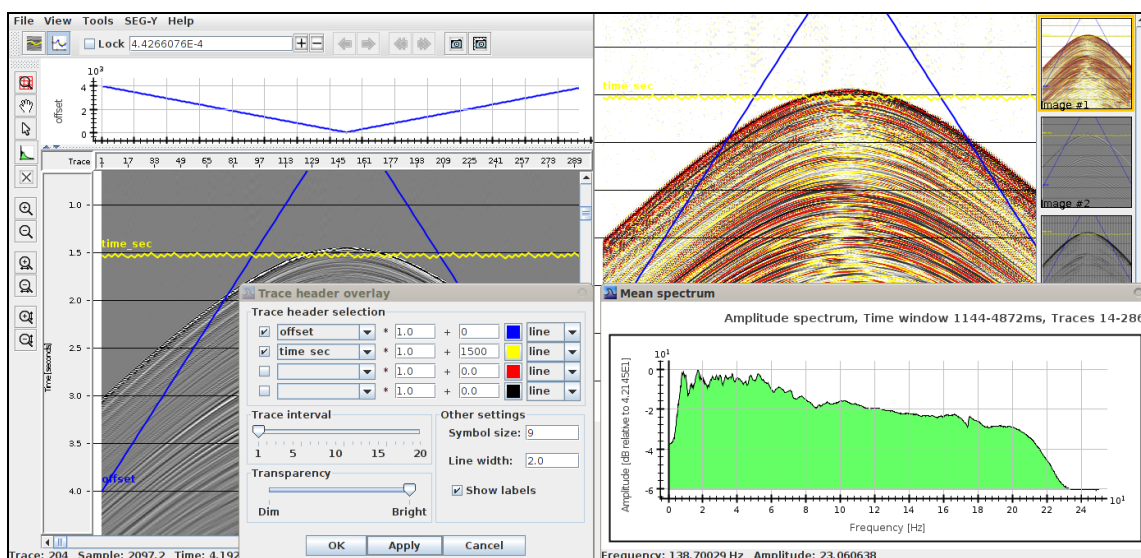 File View Tools SEG-Y Help
Lock 4.4266076E-4
10³
offset
4
2
0
Trace 1 17 33 49 65 81 97 113 129 145 161 177 193 209 225 241 257 273 289
1.0
time_sec
1.5
2.0
3.0
3.5
offset
4.0
Time [seconds]
Trace: 204 Sample: 2097.2 Time: 4.192
time_sec
Image #1
Image #2
Trace header overlay
Trace header selection
offset * 1.0 + 0 line
time_sec * 1.0 + 1500 line
* 1.0 + 0.0 line
* 1.0 + 0.0 line
Trace interval
1 5 10 15 20
Transparency
Dim Bright
Other settings
Symbol size: 9
Line width: 2.0
Show labels
OK Apply Cancel
Mean spectrum
Amplitude spectrum, Time window 1144-4872ms, Traces 14-286
10¹
Amplitude [dB relative to 4.2145E1]
0
-2
-4
-6
0 2 4 6 8 10 12 14 16 18 20 22 24
10¹
Frequency [Hz]
Frequency: 138.70029 Hz Amplitude: 23.060638